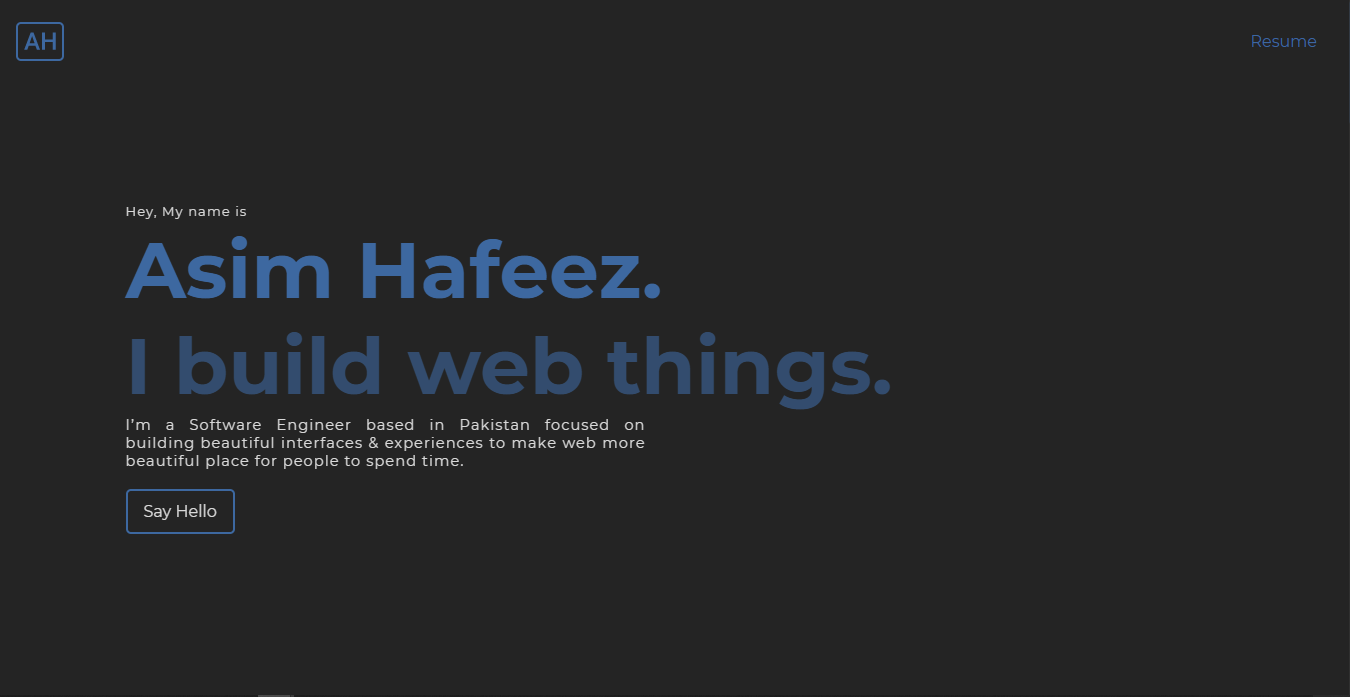 AH
Resume
Hey, My name is
Asim Hafeez.
I build web things.
I’m a Software Engineer based in Pakistan focused on
building beautiful interfaces & experiences to make web more
beautiful place for people to spend time.
Say Hello